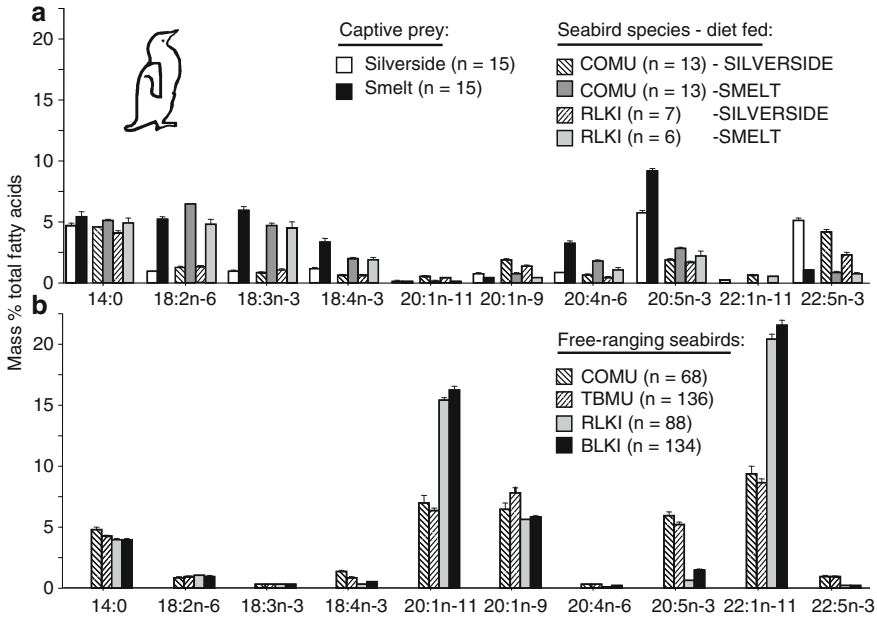 a
20
15
10
5
0
Captive prey:
Silverside (n = 15)
Smelt (n = 15)
Seabird species - diet fed:
COMU (n = 13) - SILVERSIDE
COMU (n = 13) -SMELT
RLKI (n = 7) -SILVERSIDE
RLKI (n = 6) -SMELT
14:0 18:2n-6 18:3n-3 18:4n-3 20:1n-11 20:1n-9 20:4n-6 20:5n-3 22:1n-11 22:5n-3
Mass % total fatty acids
b
20
15
10
5
0
Free-ranging seabirds:
COMU (n = 68)
TBMU (n = 136)
RLKI (n = 88)
BLKI (n = 134)
14:0 18:2n-6 18:3n-3 18:4n-3 20:1n-11 20:1n-9 20:4n-6 20:5n-3 22:1n-11 22:5n-3